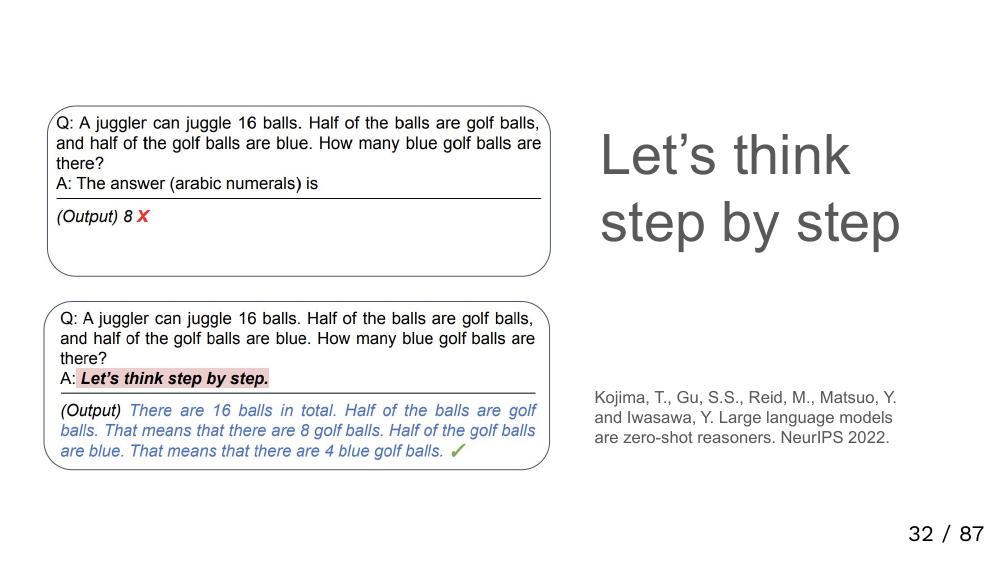 Q: A juggler can juggle 16 balls. Half of the balls are golf balls,
and half of the golf balls are blue. How many blue golf balls are
there?
A: The answer (arabic numerals) is
(Output) 8 X
Q: A juggler can juggle 16 balls. Half of the balls are golf balls,
and half of the golf balls are blue. How many blue golf balls are
there?
A: Let’s think step by step.
(Output) There are 16 balls in total. Half of the balls are golf
balls. That means that there are 8 golf balls. Half of the golf balls
are blue. That means that there are 4 blue golf balls. ✓
Let’s think
step by step
Kojima, T., Gu, S.S., Reid, M., Matsuo, Y.
and Iwasawa, Y. Large language models
are zero-shot reasoners. NeurIPS 2022.
32 / 87